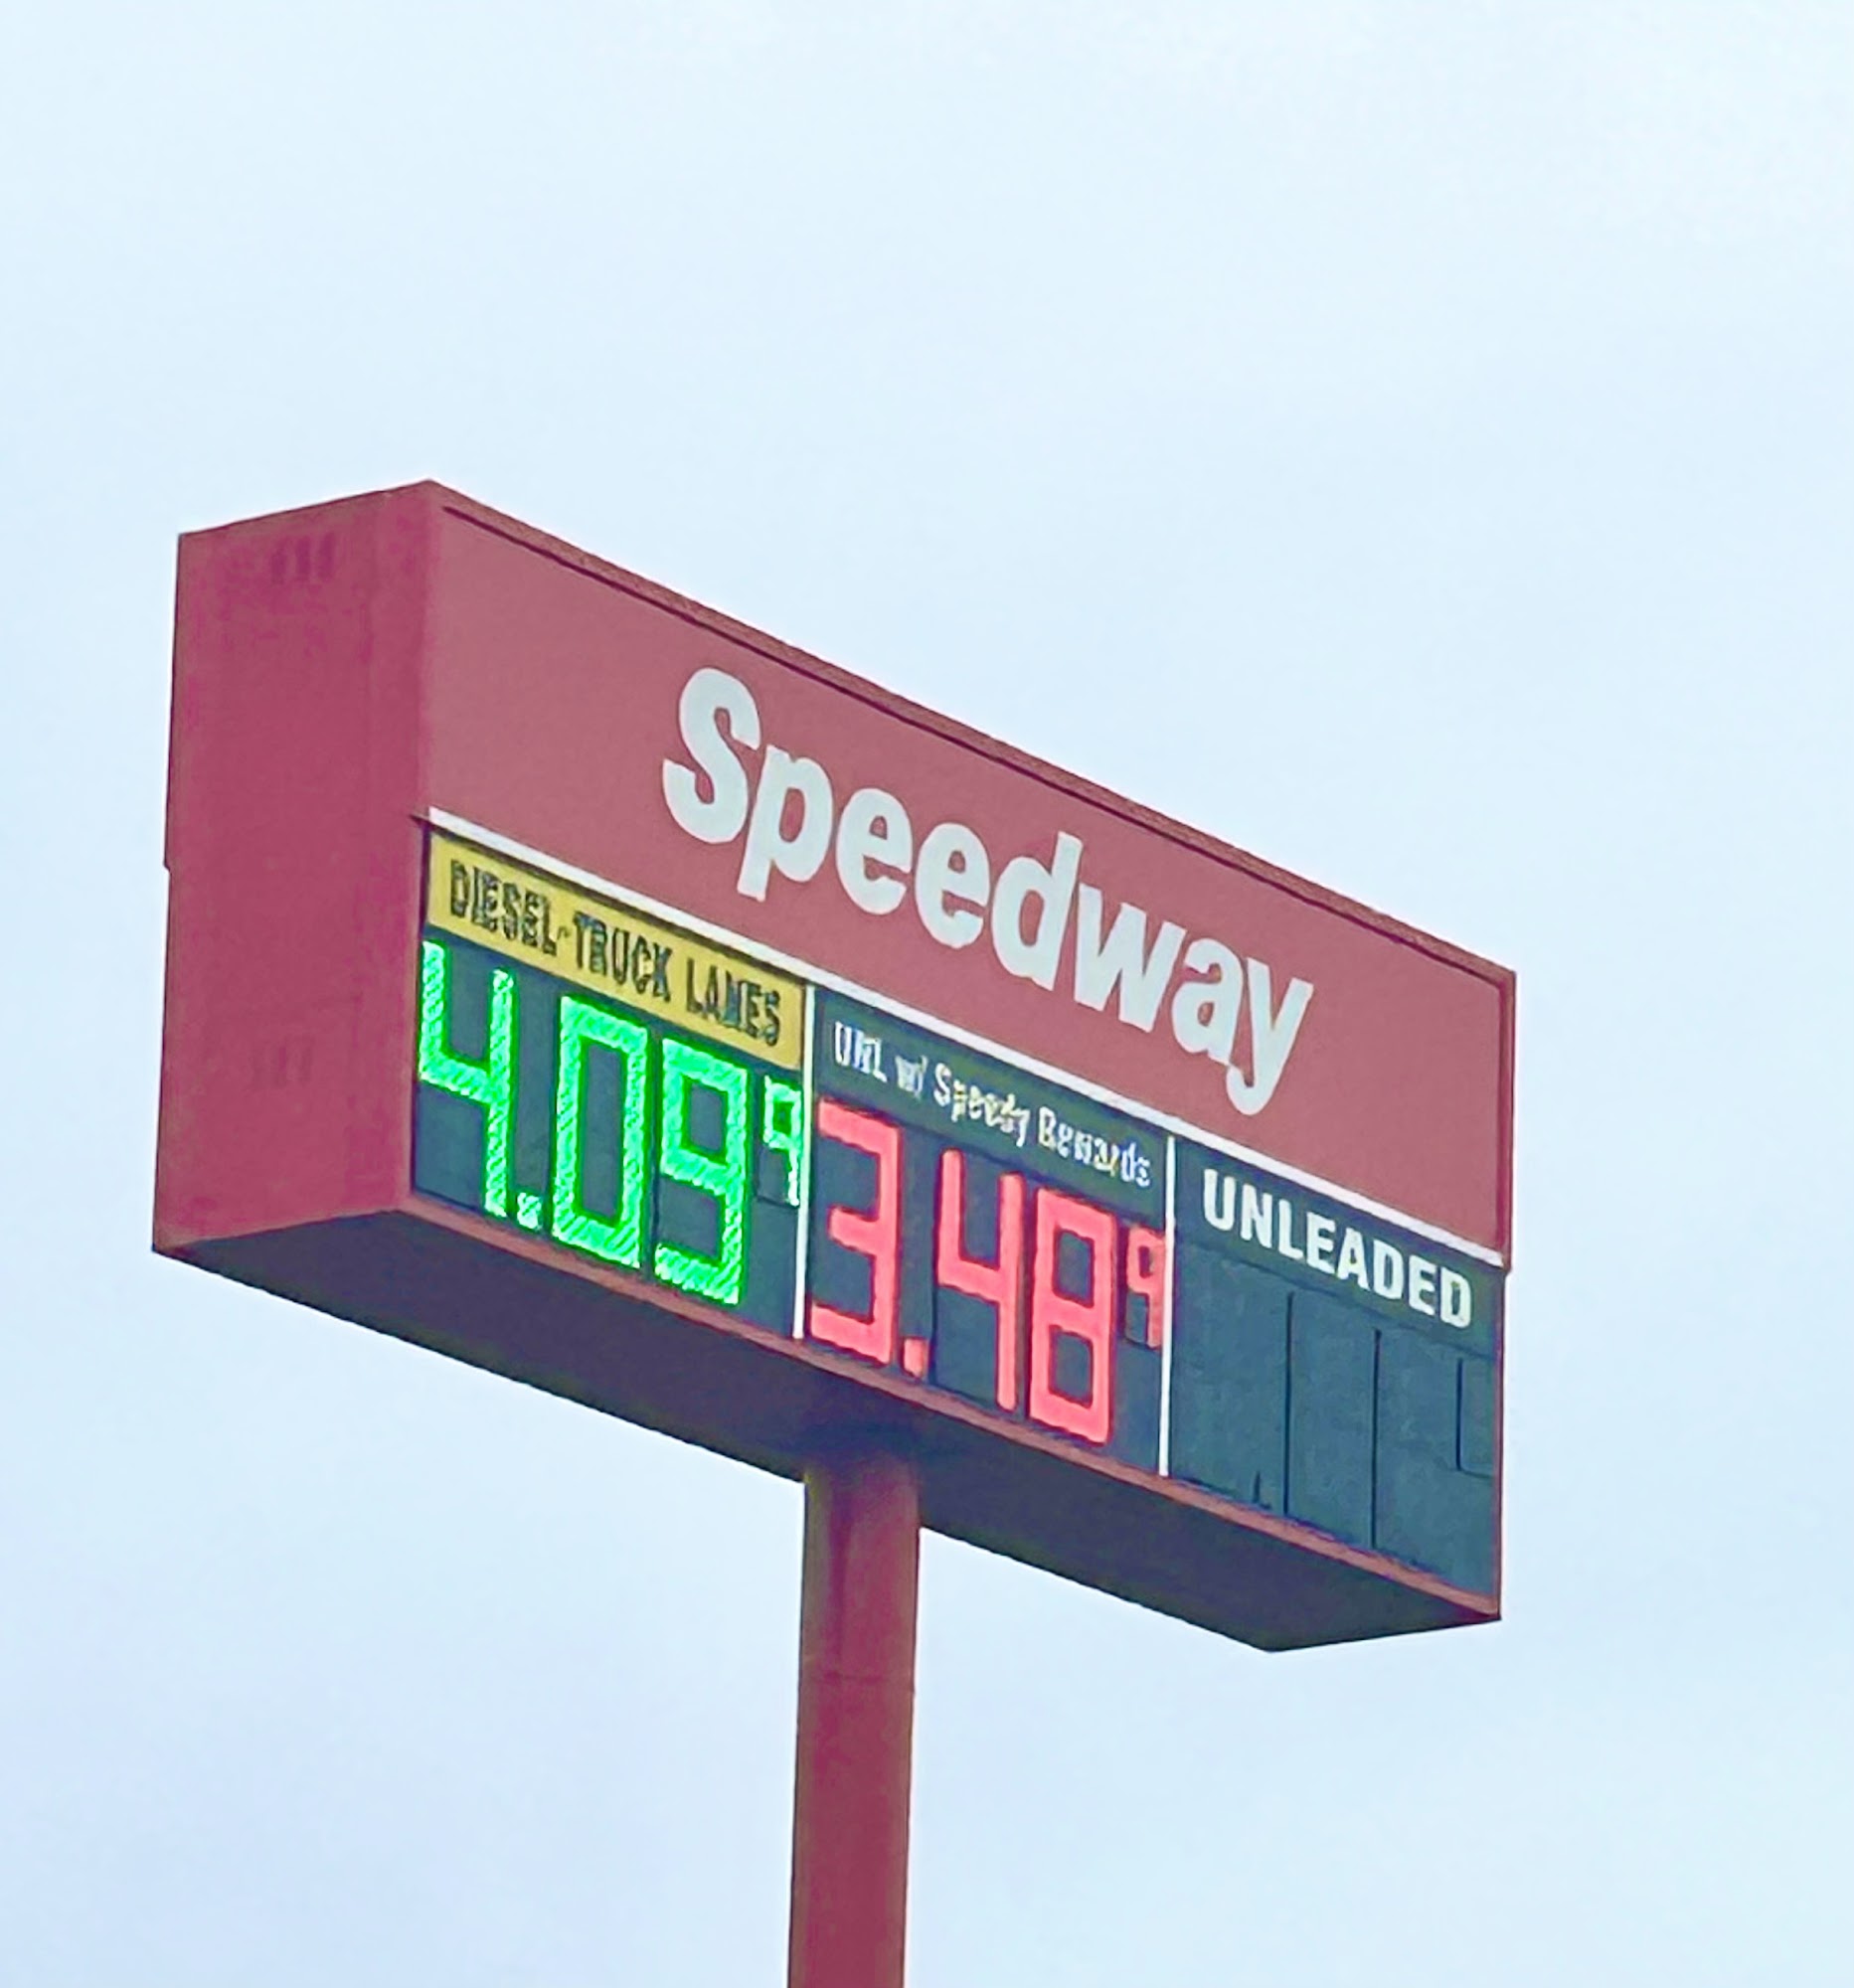 Speedway
DIESEL-TRUCK LANES
4.09 9
UNL w/ Speedy Rewards
3.48 9
UNLEADED